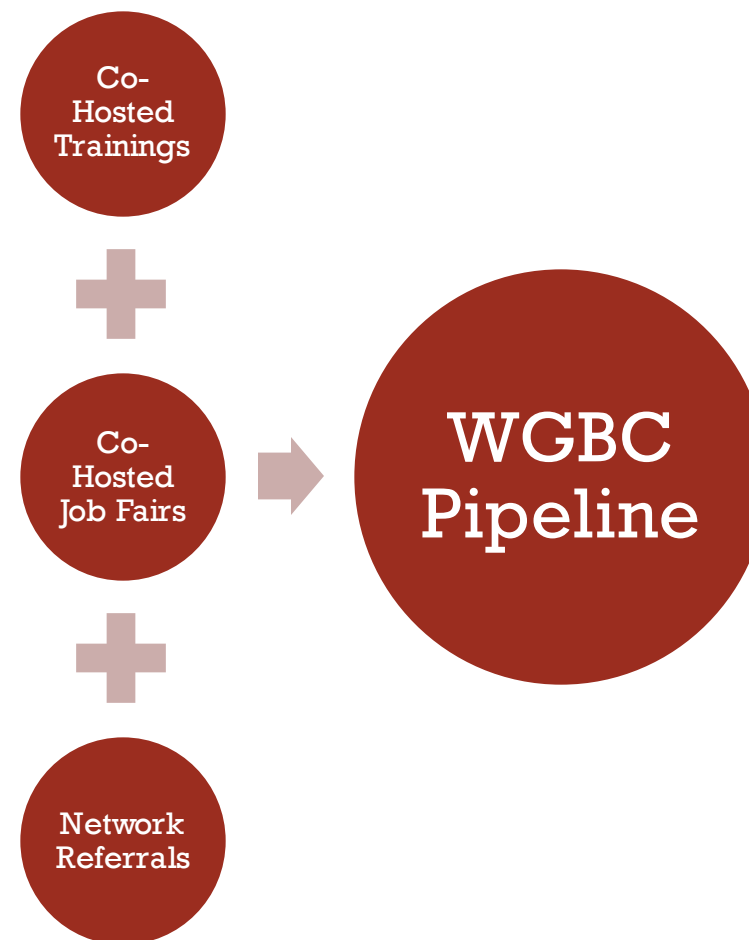 Co-
Hosted
Trainings
Co-
Hosted
Job Fairs
Network
Referrals
WGBC
Pipeline